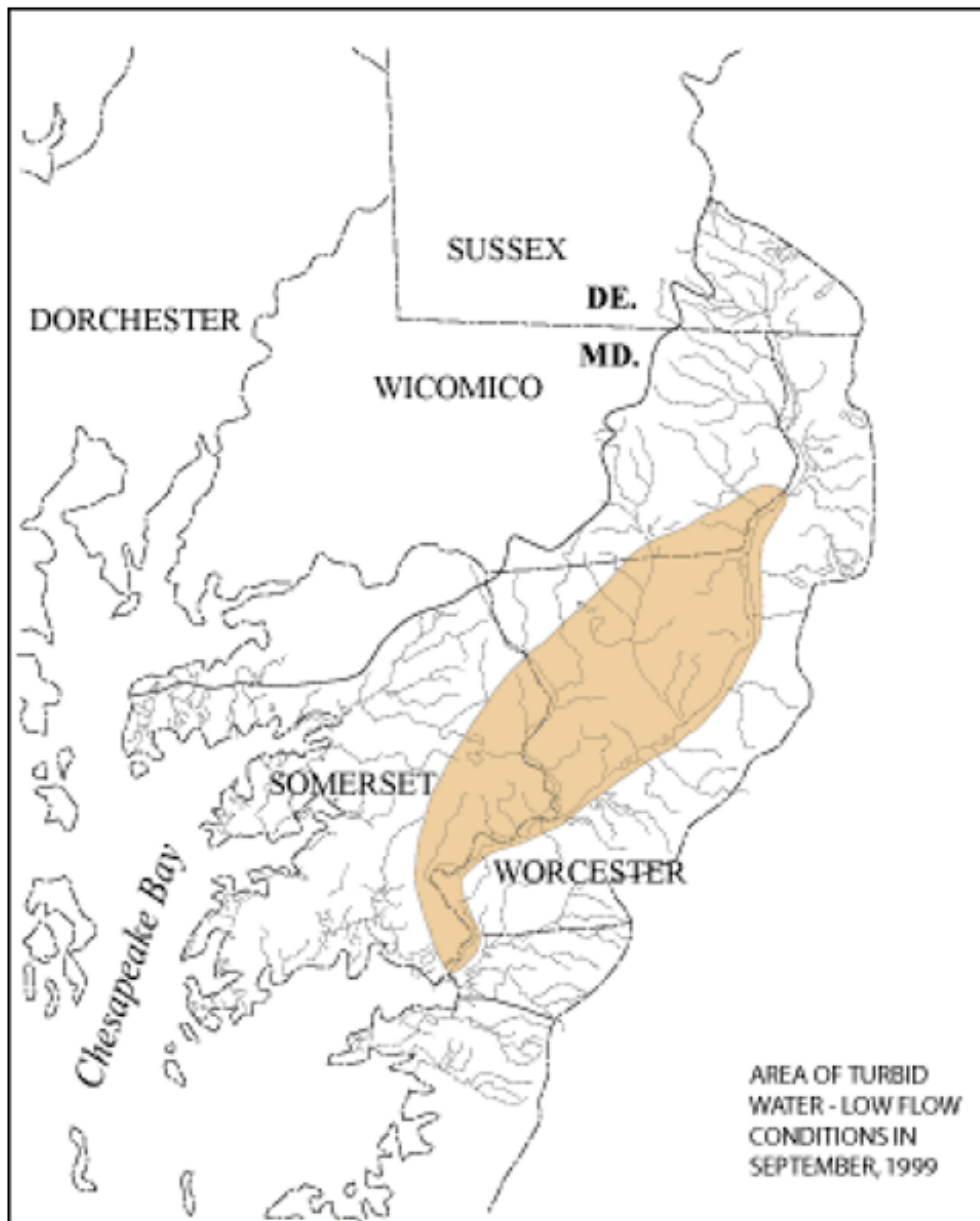 SUSSEX
DE.
DORCHESTER
MD.
WICOMICO
SOMERSET
WORCESTER
Chesapeake Bay
AREA OF TURBID
WATER - LOW FLOW
CONDITIONS IN
SEPTEMBER, 1999